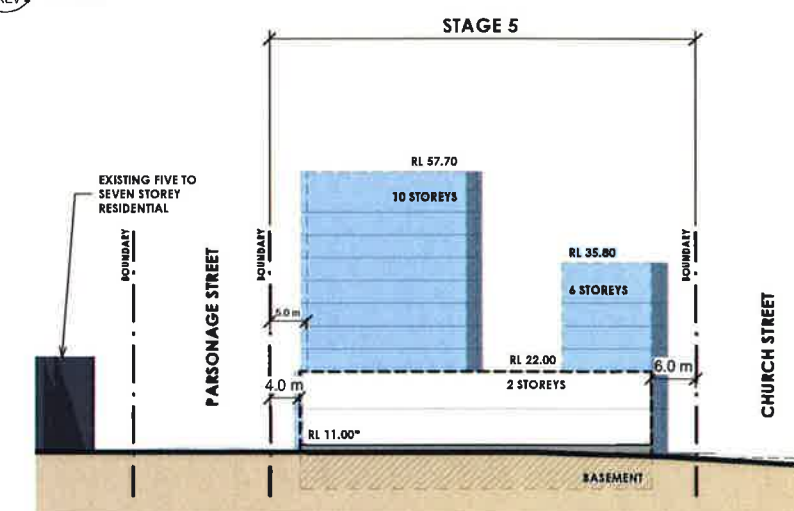 REV
STAGE 5
RL 57.70
10 STOREYS
EXISTING FIVE TO
SEVEN STOREY
RESIDENTIAL
BOUNDARY
PARSONAGE STREET
BOUNDARY
RL 35.80
6 STOREYS
BOUNDARY
CHURCH STREET
5.0 m
RL 22.00
2 STOREYS
6.0 m
4.0 m
RL 11.00*
BASEMENT